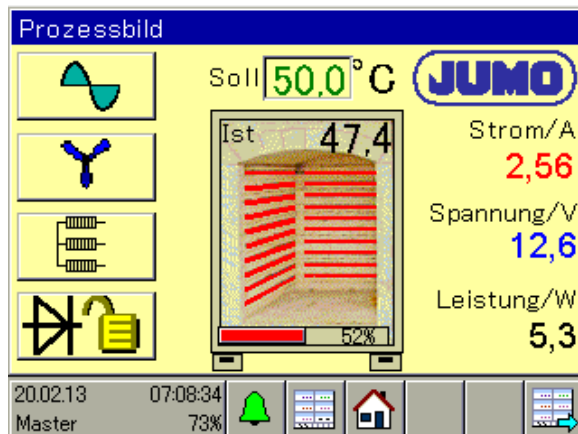 Prozessbild
Soll 50,0 °C
JUMO
Ist 47,4
Strom/A
2,56
Spannung/V
12,6
Leistung/W
5,3
52%
20.02.13 07:08:34
Master 73%